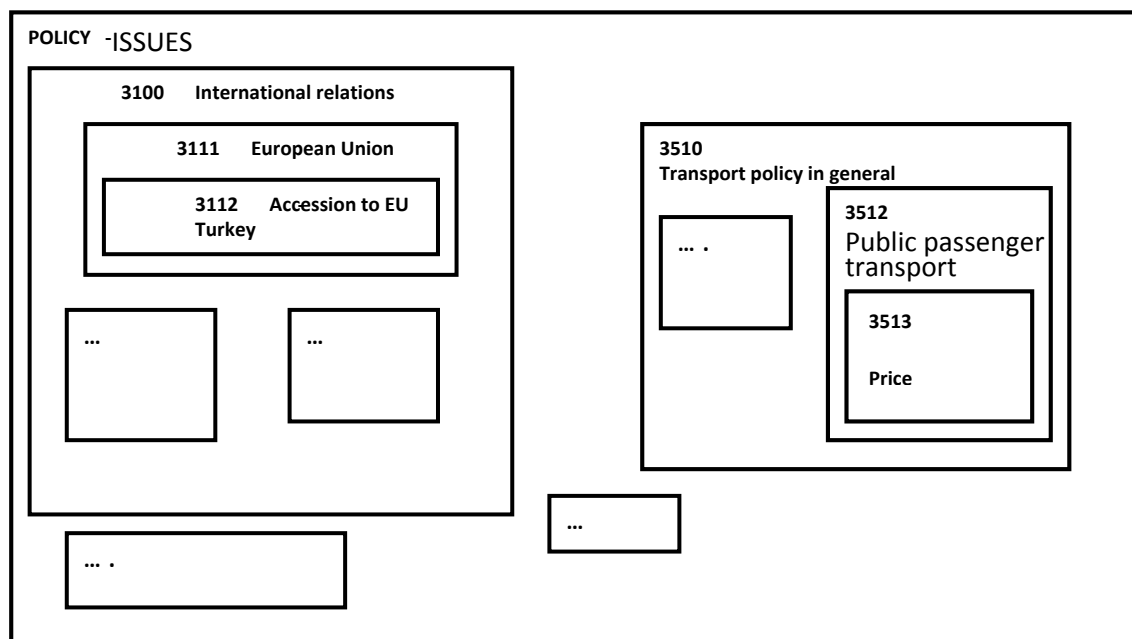 POLICY -ISSUES
3100 International relations
3111 European Union
3112 Accession to EU
Turkey
...
...
... .
3510
Transport policy in general
... .
3512
Public passenger
transport
3513
Price
...